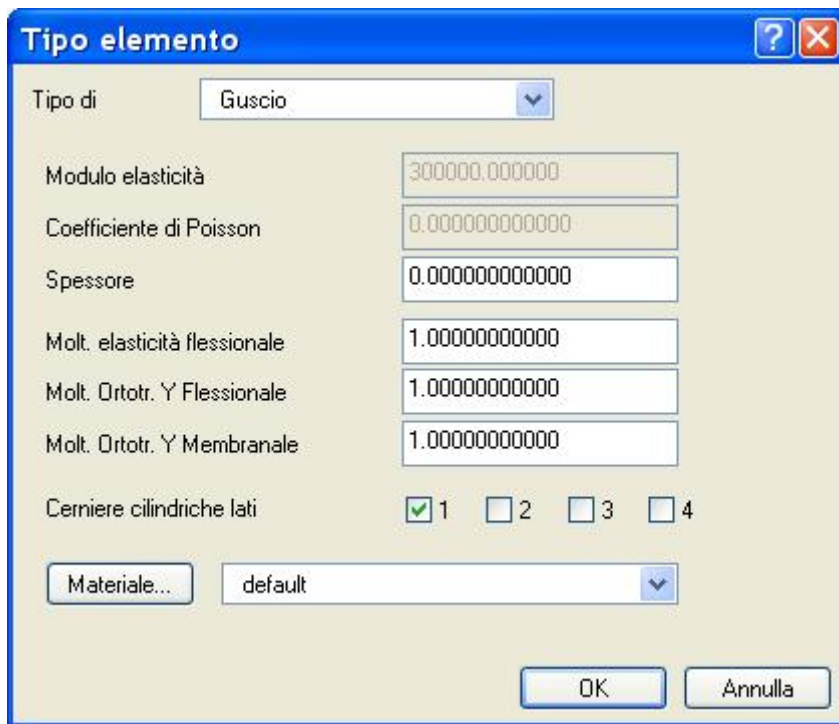 Tipo elemento
Tipo di Guscio
Modulo elasticità 300000.000000
Coefficiente di Poisson 0.000000000000
Spessore 0.000000000000
Molt. elasticità flessionale 1.00000000000
Molt. Ortotr. Y Flessionale 1.00000000000
Molt. Ortotr. Y Membranale 1.00000000000
Cerniere cilindriche lati 1 2 3 4
Materiale... default
OK Annulla